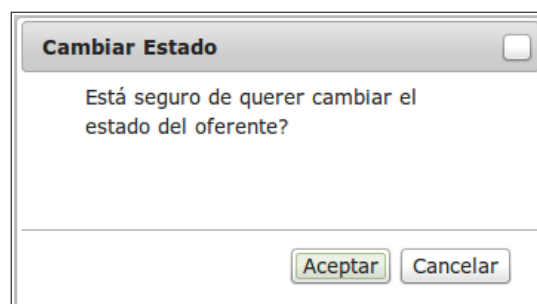 Cambiar Estado
Está seguro de querer cambiar el
estado del oferente?
Aceptar Cancelar